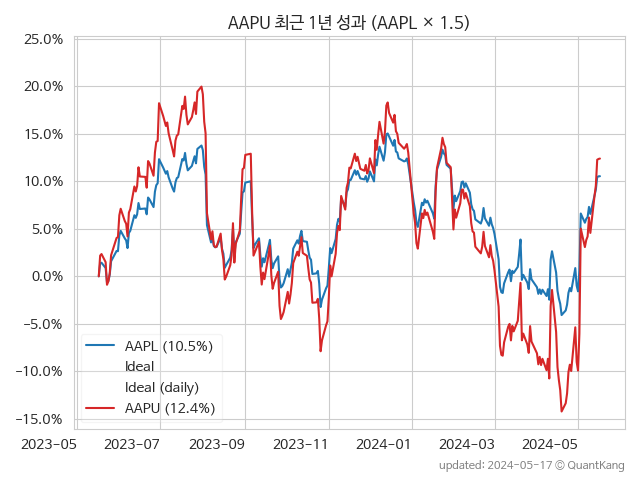 AAPU 최근 1년 성과 (AAPL × 1.5)
25.0%
20.0%
15.0%
10.0%
5.0%
0.0%
−5.0%
−10.0%
−15.0%
AAPL (10.5%)
Ideal
Ideal (daily)
AAPU (12.4%)
2023-05 2023-07 2023-09 2023-11 2024-01 2024-03 2024-05
updated: 2024-05-17 © QuantKang